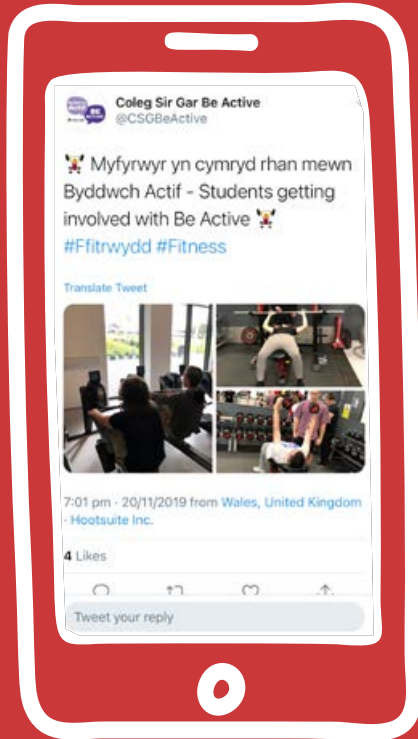 Coleg Sir Gar Be Active
@CSGBeActive
🏋️ Myfyrwyr yn cymryd rhan mewn
Byddwch Actif - Students getting
involved with Be Active 🏋️
#Ffitrwydd #Fitness
Translate Tweet
7:01 pm · 20/11/2019 from Wales, United Kingdom
· Hootsuite Inc.
4 Likes
Tweet your reply